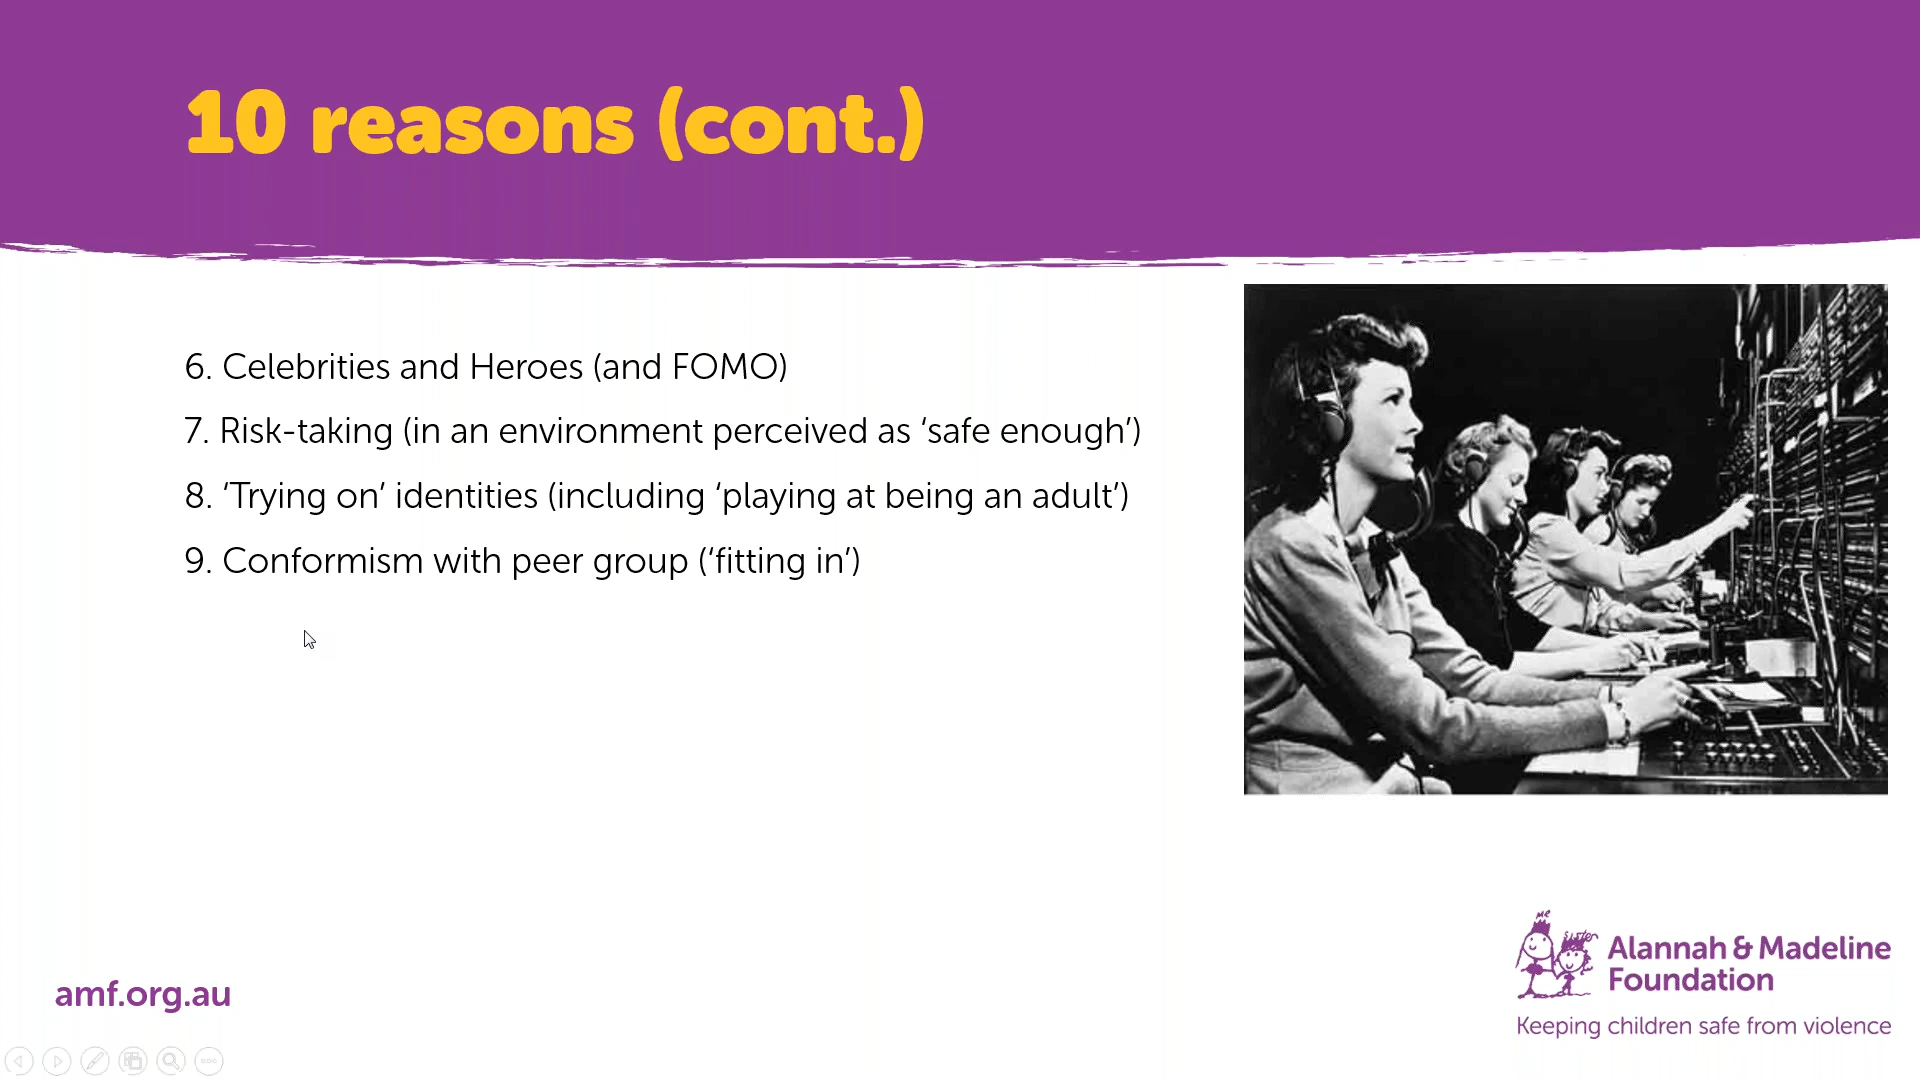 10 reasons (cont.)
6. Celebrities and Heroes (and FOMO)
7. Risk-taking (in an environment perceived as ‘safe enough’)
8. ‘Trying on’ identities (including ‘playing at being an adult’)
9. Conformism with peer group (‘fitting in’)
me
sister
Alannah & Madeline
Foundation
Keeping children safe from violence
amf.org.au